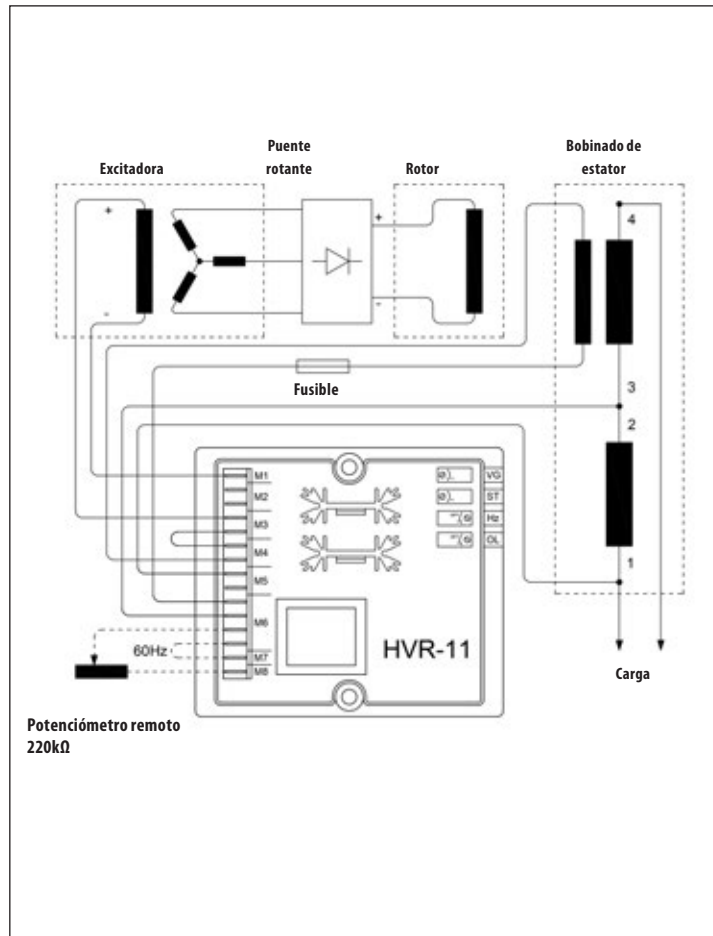 Puente
rotante
Bobinado de
estator
Excitadora
Rotor
+
-
+
-
4
3
2
1
Fusible
M1
M2
M3
M4
M5
M6
M7
M8
VG
ST
Hz
OL
60Hz
HVR-11
Carga
Potenciómetro remoto
220kΩ